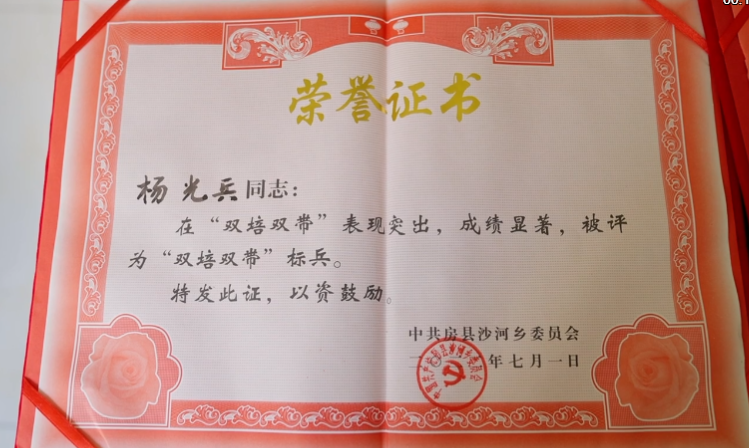 荣誉证书
杨光兵同志：
在“双培双带”表现突出，成绩显著，被评
为“双培双带”标兵。
特发此证，以资鼓励。
中共房县沙河乡委员会
年七月一日